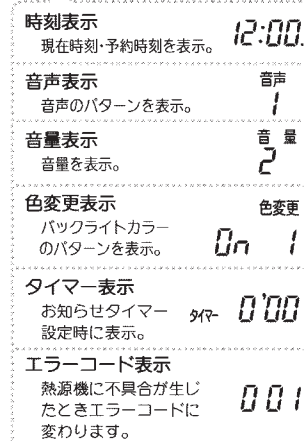 時刻表示
現在時刻・予約時刻を表示。
12:00.
音声表示
音声のパターンを表示。
音声
1
音量表示
音量を表示。
音 量
2
色変更表示
バックライトカラー
のパターンを表示。
色変更
On 1
タイマー表示
お知らせタイマー
設定時に表示。
タイマー 0'00
エラーコード表示
熱源機に不具合が生じ
たときエラーコードに
変わります。
001